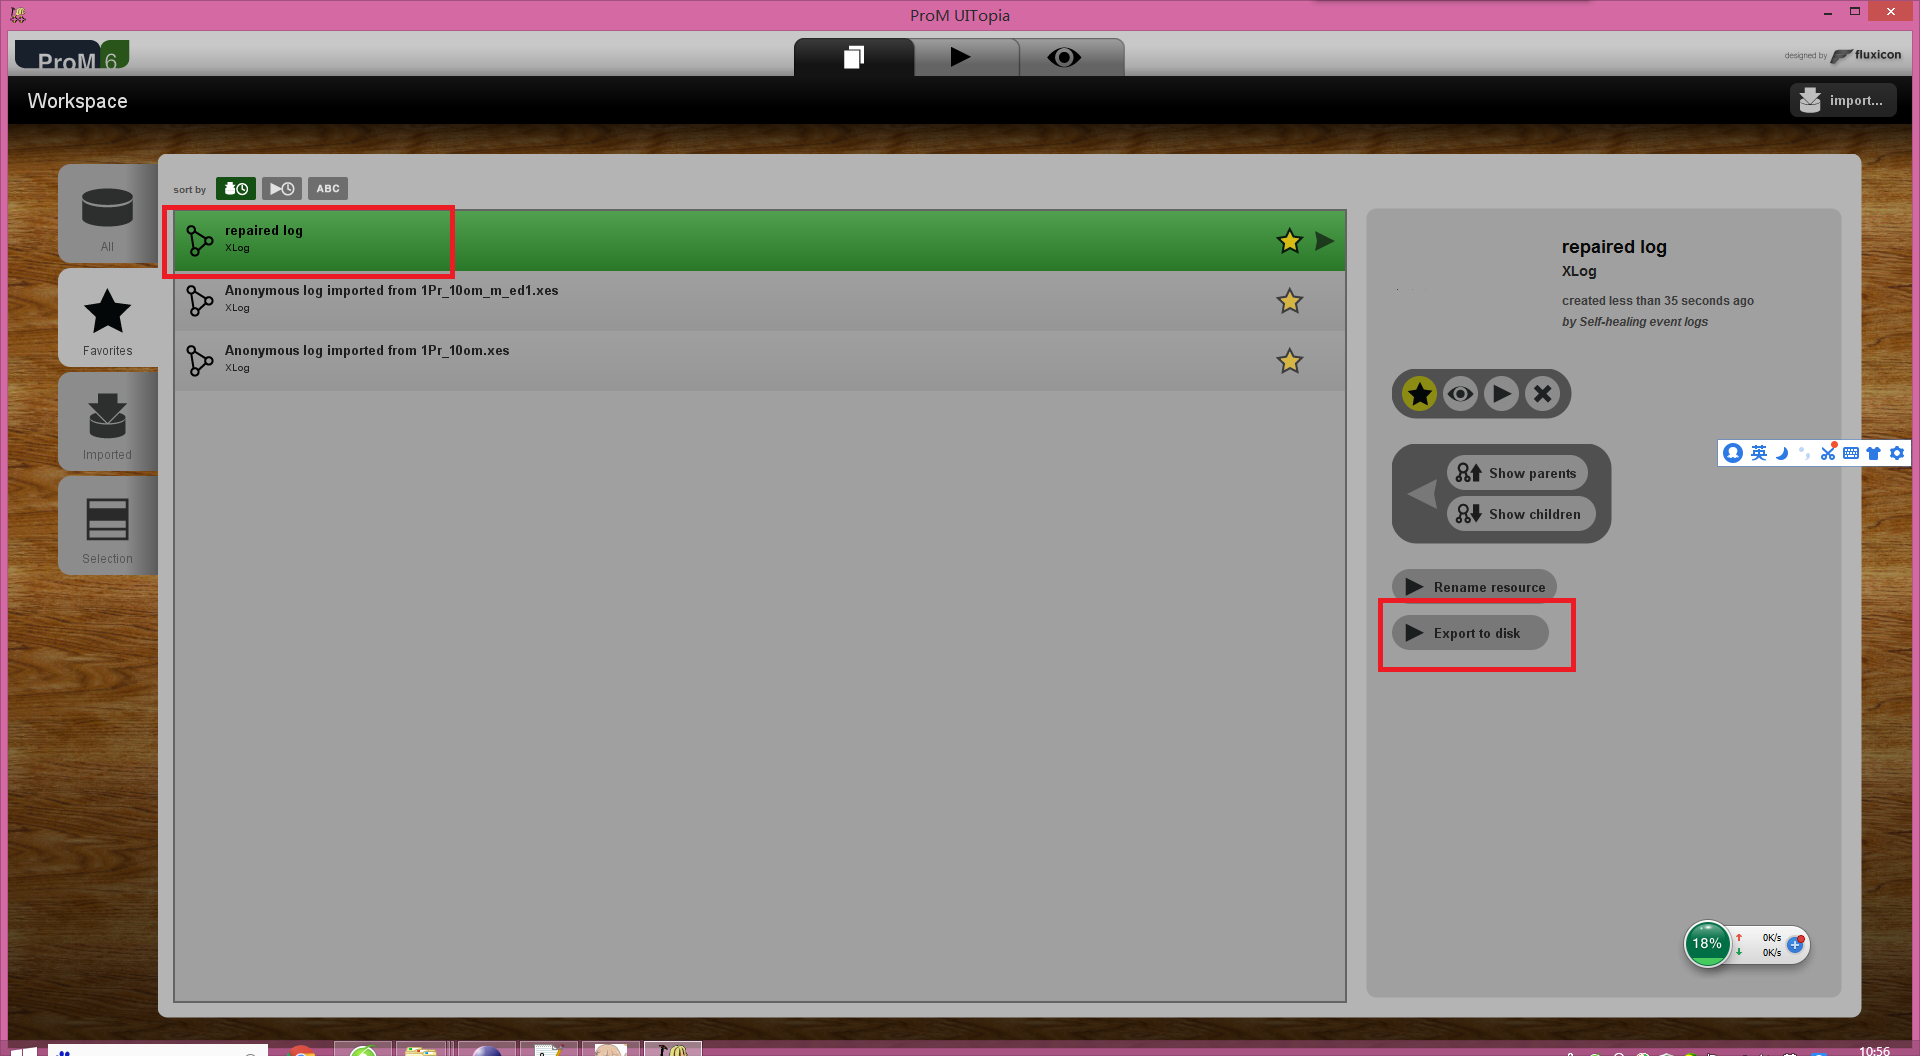 ProM UITopia
ProM 6
designed by fluxicon
Workspace
import...
sort by
ABC
All
Favorites
Imported
Selection
repaired log
XLog
Anonymous log imported from 1Pr_10om_m_ed1.xes
XLog
Anonymous log imported from 1Pr_10om.xes
XLog
repaired log
XLog
created less than 35 seconds ago
by Self-healing event logs
Show parents
Show children
Rename resource
Export to disk
英
18%
0K/s
0K/s
10:56